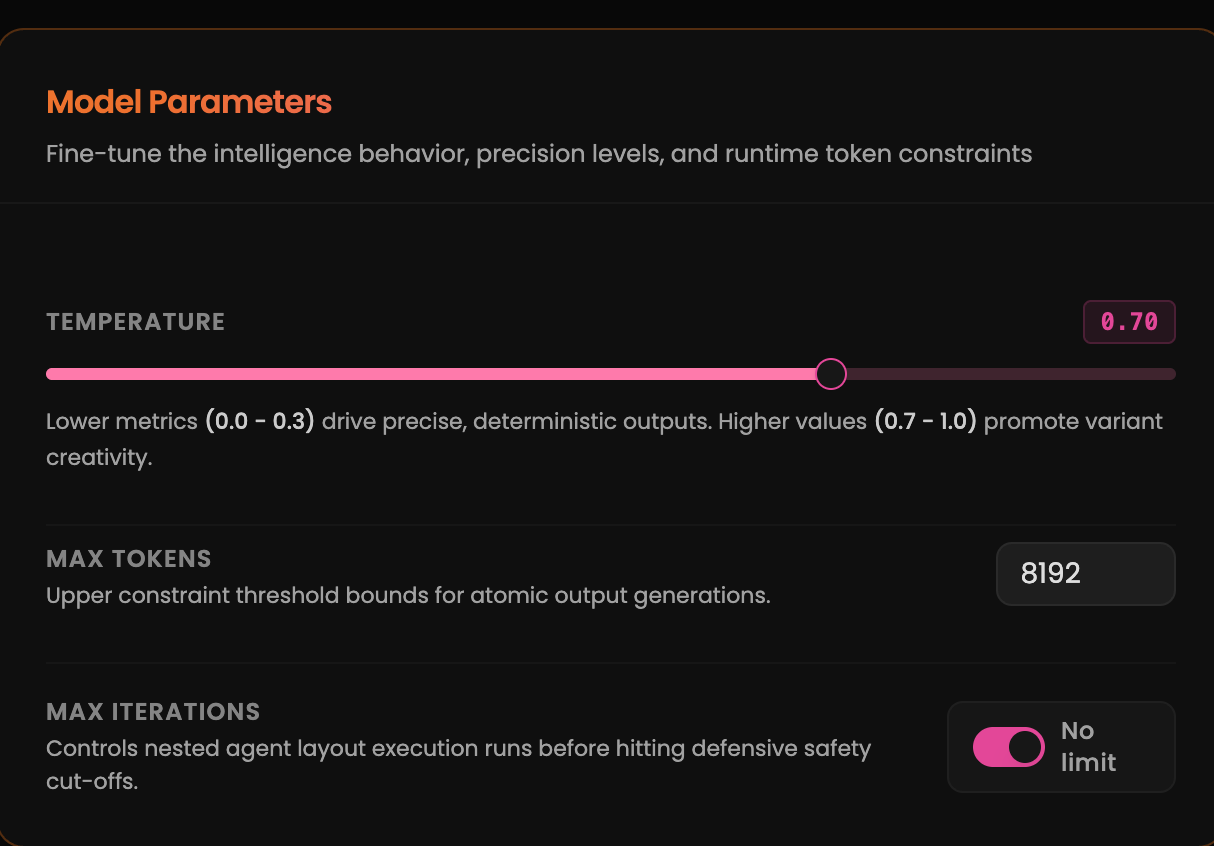 Model Parameters
Fine-tune the intelligence behavior, precision levels, and runtime token constraints
TEMPERATURE
0.70
Lower metrics (0.0 - 0.3) drive precise, deterministic outputs. Higher values (0.7 - 1.0) promote variant
creativity.
MAX TOKENS
Upper constraint threshold bounds for atomic output generations.
8192
MAX ITERATIONS
Controls nested agent layout execution runs before hitting defensive safety
cut-offs.
No
limit